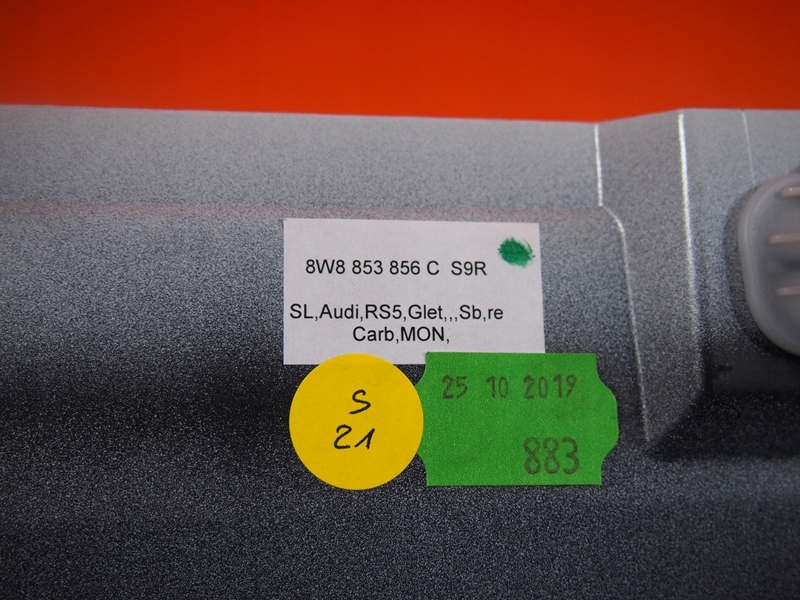 8W8 853 856 C S9R
SL,Audi,RS5,Glet,,,Sb,re
Carb,MON,
S
21
25 10 2019
883